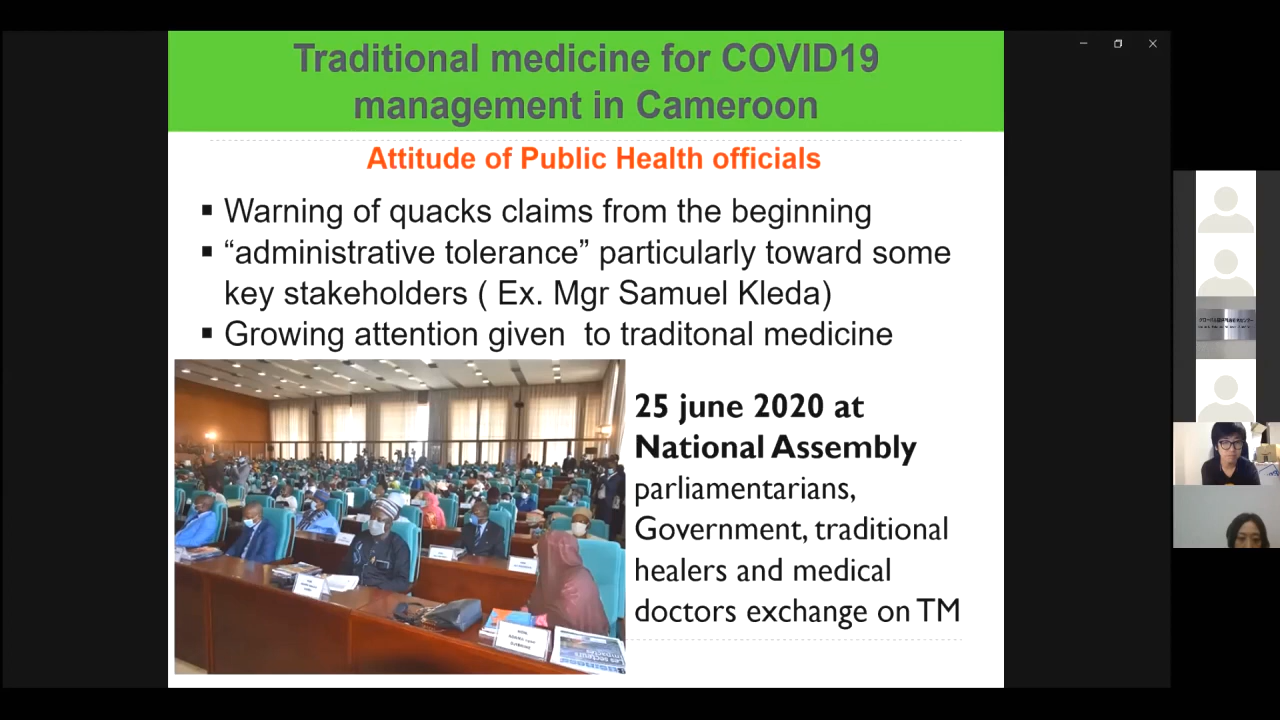 Traditional medicine for COVID19
management in Cameroon
Attitude of Public Health officials
▪ Warning of quacks claims from the beginning
▪ “administrative tolerance” particularly toward some
key stakeholders ( Ex. Mgr Samuel Kleda)
▪ Growing attention given  to traditonal medicine
25 june 2020 at
National Assembly
parliamentarians,
Government, traditional
healers and medical
doctors exchange on TM